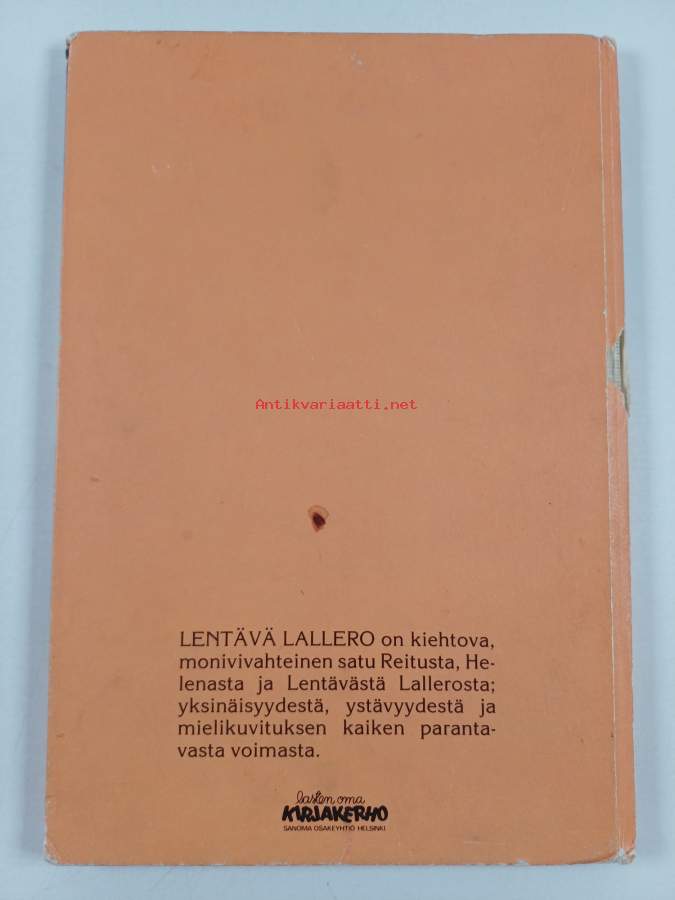 Antikvariaatti.net
LENTÄVÄ LALLERO on kiehtova,
monivivahteinen satu Reitusta, He-
lenasta ja Lentävästä Lallerosta;
yksinäisyydestä, ystävyydestä ja
mielikuvituksen kaiken paranta-
vasta voimasta.
lasten oma
KIRJAKERHO
SANOMA OSAKEYHTIÖ HELSINKI